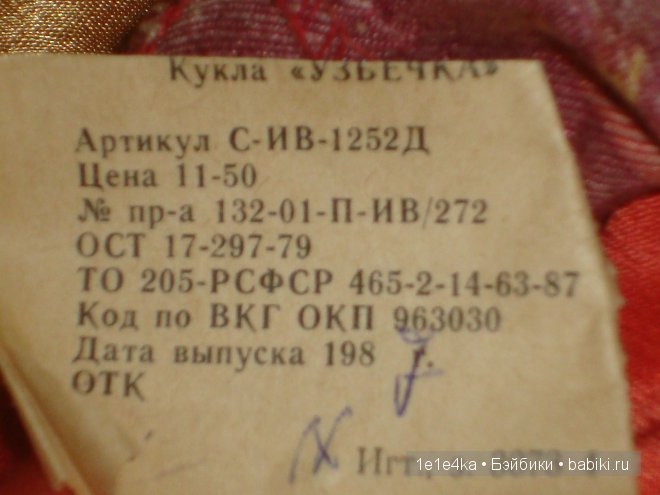 Кукла «УЗБЕЧКА»
Артикул С-ИВ-1252Д
Цена 11-50
№ пр-а 132-01-П-ИВ/272
ОСТ 17-297-79
ТО 205-РСФСР 465-2-14-63-87
Код по ВКГ ОКП 963030
Дата выпуска 198 7 г.
ОТК
1e1e4ka • Бэйбики • babiki.ru